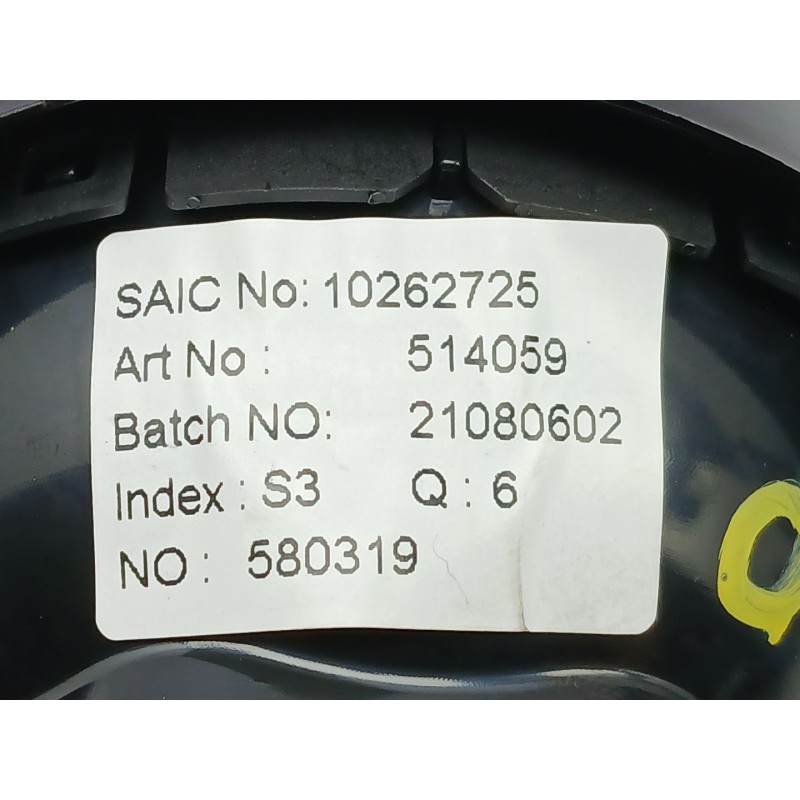 SAIC No: 10262725
Art No : 514059
Batch NO: 21080602
Index : S3 Q : 6
NO : 580319